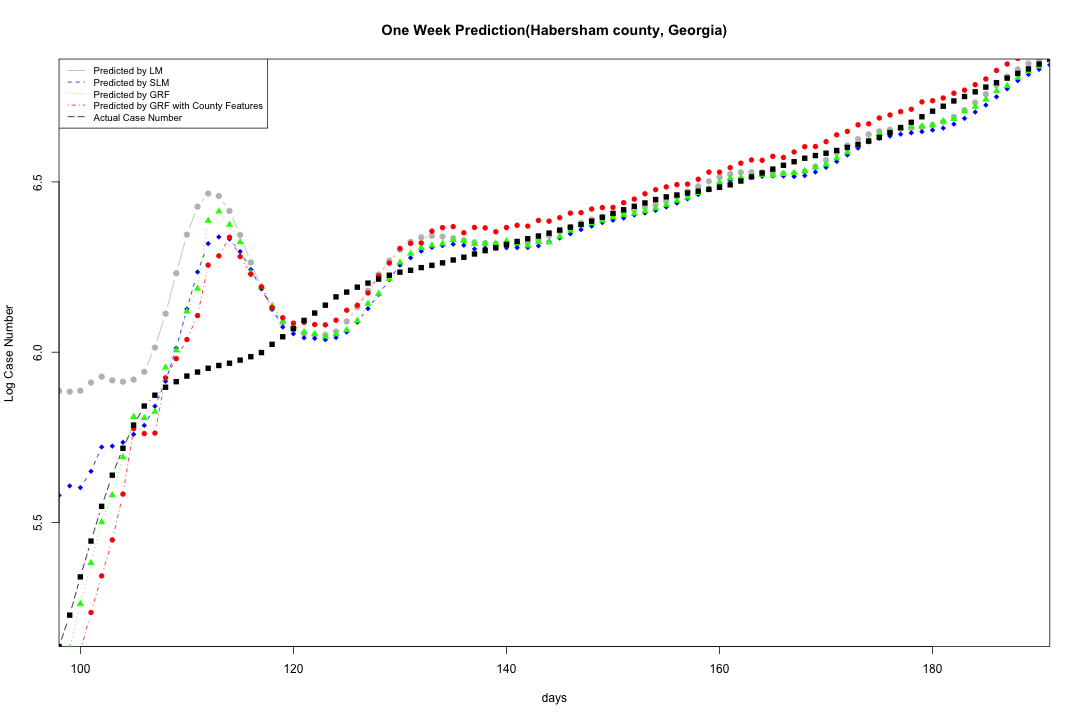 One Week Prediction(Habersham county, Georgia)
Predicted by LM
Predicted by SLM
Predicted by GRF
Predicted by GRF with County Features
Actual Case Number
Log Case Number
6.5
6.0
5.5
100 120 140 160 180
days